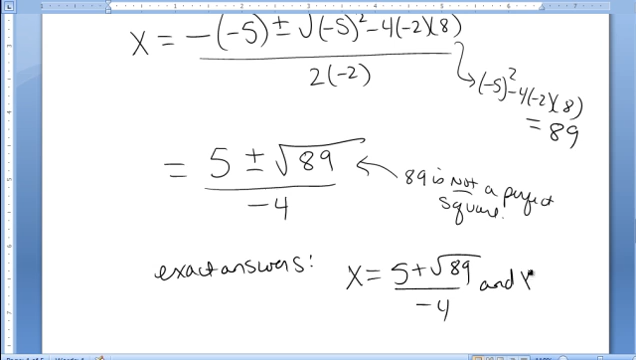 X = -(-5) ± √(-5)² - 4(-2)(8)
2(-2)
(-5)² - 4(-2)(8)
= 89
= 5 ± √89
-4
89 is not a perfect
square.
exact answers:
X = 5 + √89 and
-4